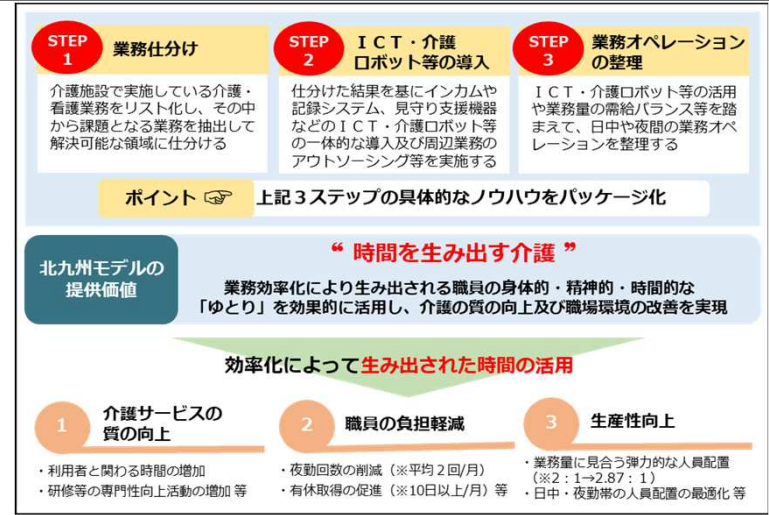 STEP
1
業務仕分け
介護施設で実施している介護・
看護業務をリスト化し、その中
から課題となる業務を抽出して
解決可能な領域に仕分ける
STEP
2
ＩＣＴ・介護
ロボット等の導入
仕分けた結果を基にインカムや
記録システム、見守り支援機器
などのＩＣＴ・介護ロボット等
の一体的な導入及び周辺業務の
アウトソーシング等を実施する
STEP
3
業務オペレーション
の整理
ＩＣＴ・介護ロボット等の活用
や業務量の需給バランス等を踏
まえて、日中や夜間の業務オペ
レーションを整理する
ポイント ☞ 上記３ステップの具体的なノウハウをパッケージ化
北九州モデルの
提供価値
“ 時間を生み出す介護 ”
業務効率化により生み出される職員の身体的・精神的・時間的な
「ゆとり」を効果的に活用し、介護の質の向上及び職場環境の改善を実現
効率化によって生み出された時間の活用
1
介護サービスの
質の向上
・利用者と関わる時間の増加
・研修等の専門性向上活動の増加 等
2
職員の負担軽減
・夜勤回数の削減（※平均２回/月）
・有休取得の促進（※10日以上/月）等
3
生産性向上
・業務量に見合う弾力的な人員配置
（※2：1→2.87：1）
・日中・夜勤帯の人員配置の最適化 等